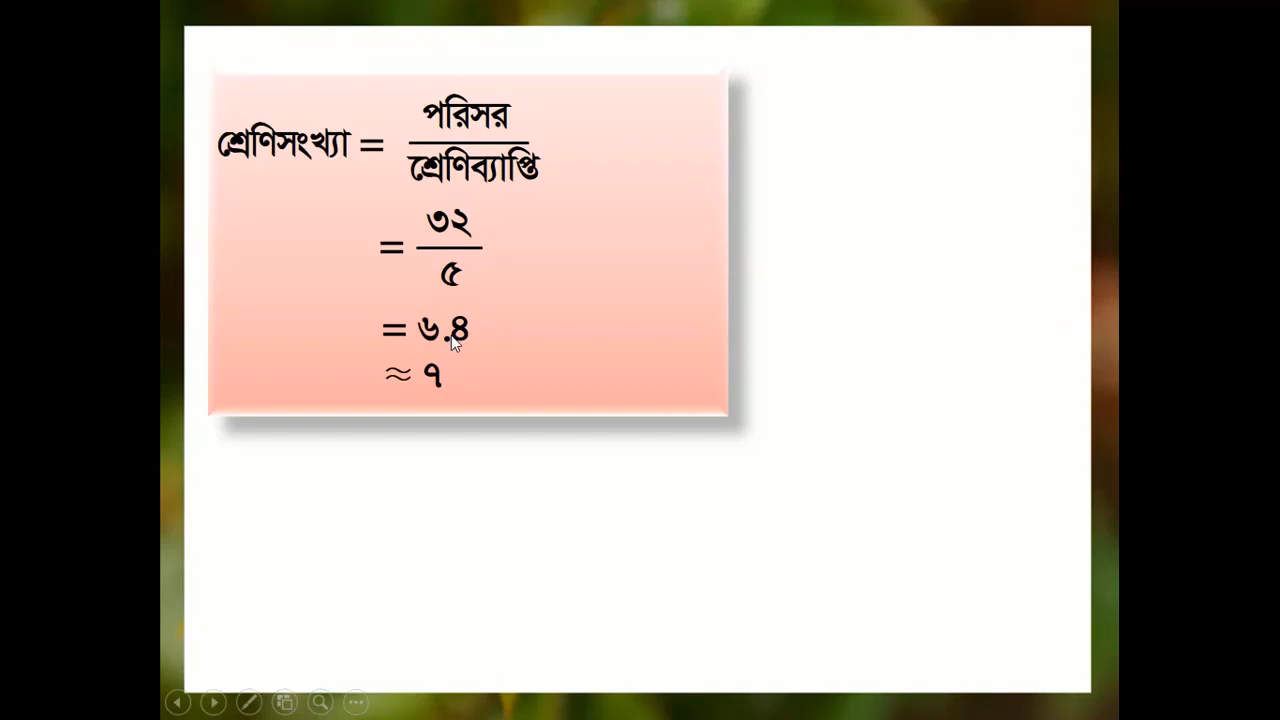 শ্রেণিসংখ্যা = পরিসর / শ্রেণিব্যাপ্তি
= ৩২ / ৫
= ৬.৪
≈ ৭